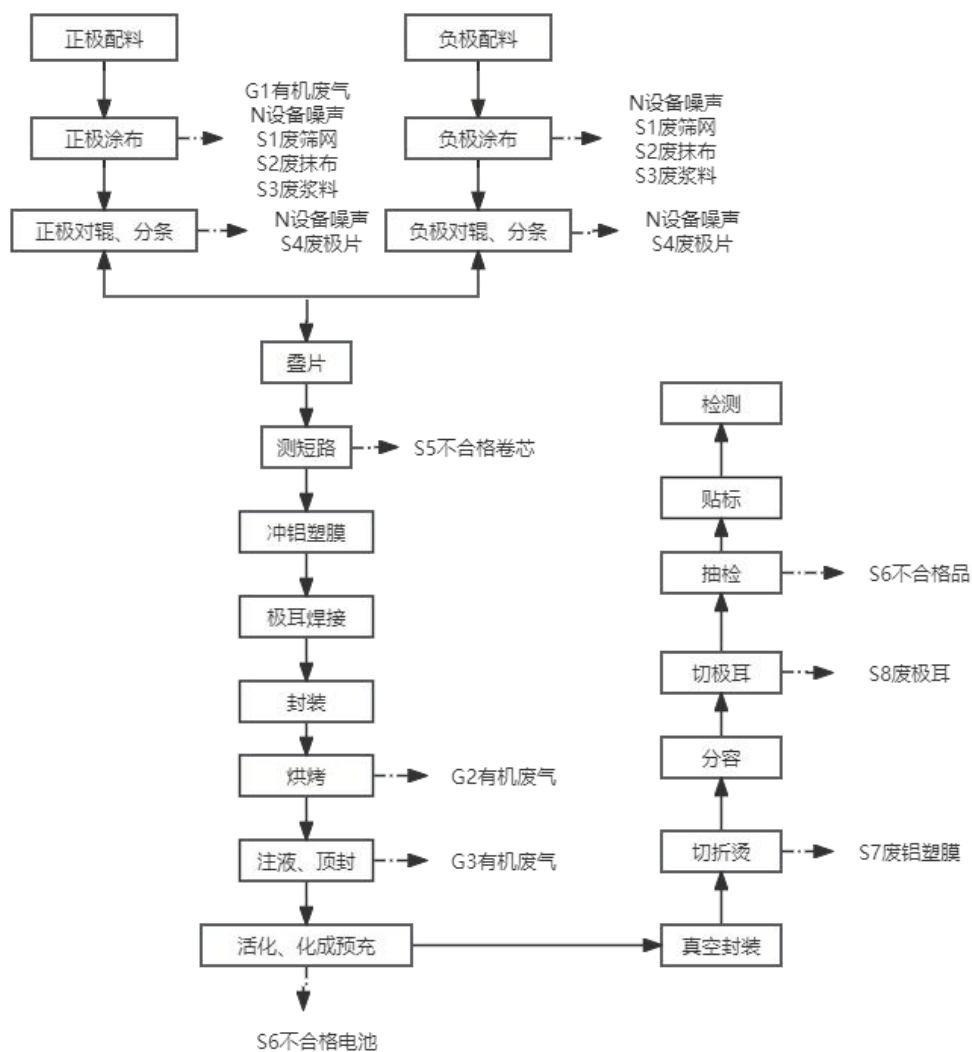 正极配料
负极配料
G1有机废气
N设备噪声
S1废筛网
S2废抹布
S3废浆料
正极涂布
N设备噪声
S1废筛网
S2废抹布
S3废浆料
负极涂布
正极对辊、分条
N设备噪声
S4废极片
负极对辊、分条
N设备噪声
S4废极片
叠片
测短路
S5不合格卷芯
冲铝塑膜
极耳焊接
封装
烘烤
G2有机废气
注液、顶封
G3有机废气
活化、化成预充
S6不合格电池
真空封装
切折烫
S7废铝塑膜
分容
切极耳
S8废极耳
抽检
S6不合格品
贴标
检测